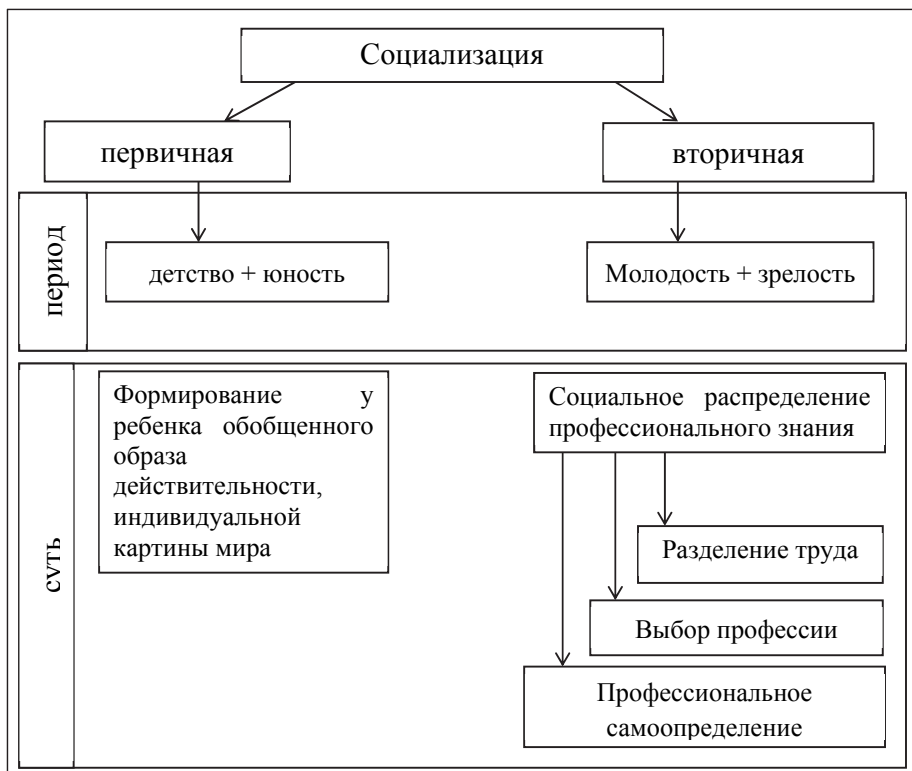 Социализация
первичная
вторичная
период
детство + юность
Молодость + зрелость
суть
Формирование у
ребенка обобщенного
образа
действительности,
индивидуальной
картины мира
Социальное распределение
профессионального знания
Разделение труда
Выбор профессии
Профессиональное
самоопределение